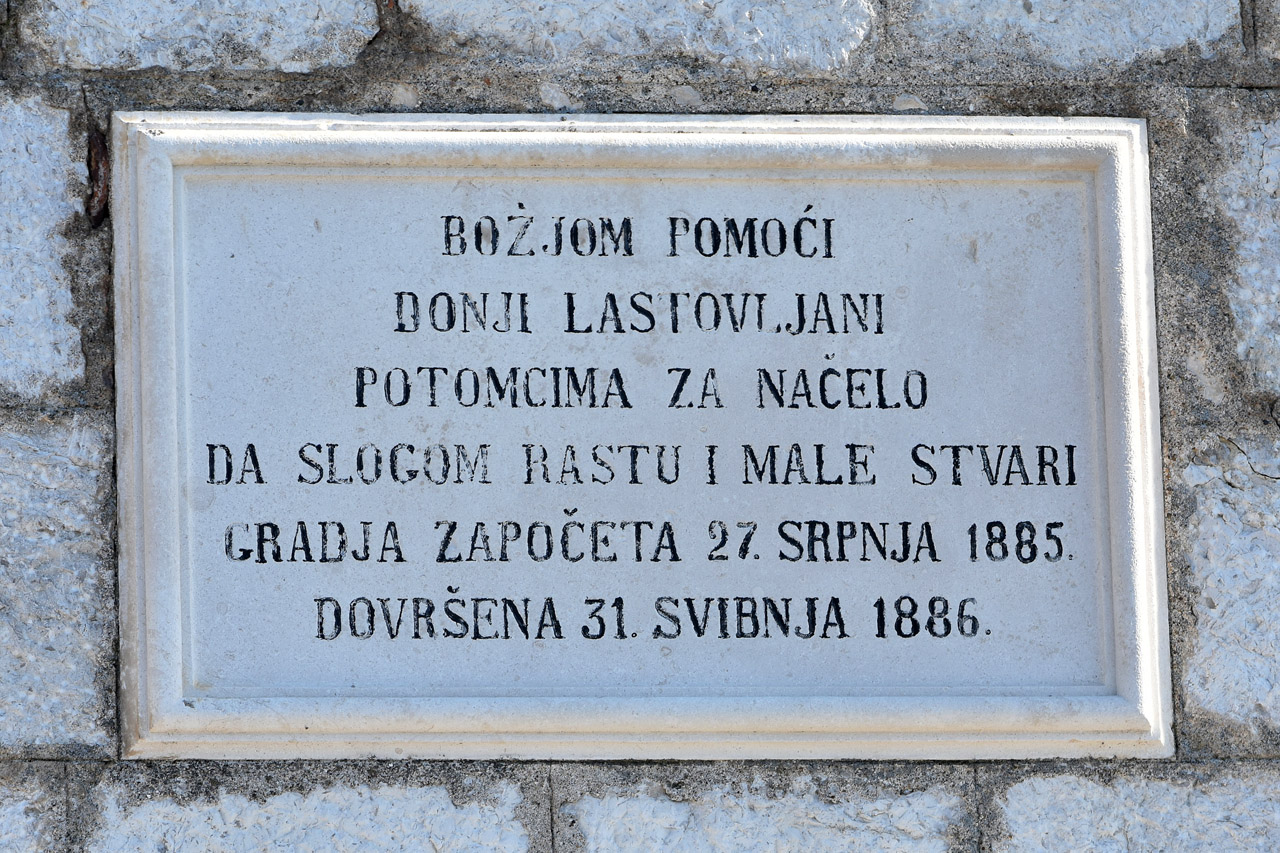 BOŻJOM POMOĆI
DONJI LASTOVLJANI
POTOMCIMA ZA NAČELO
DA SLOGOM RASTU I MALE STVARI
GRADJA ZAPOČETA 27. SRPNJA 1885.
DOVRŠENA 31. SVIBNJA 1886.